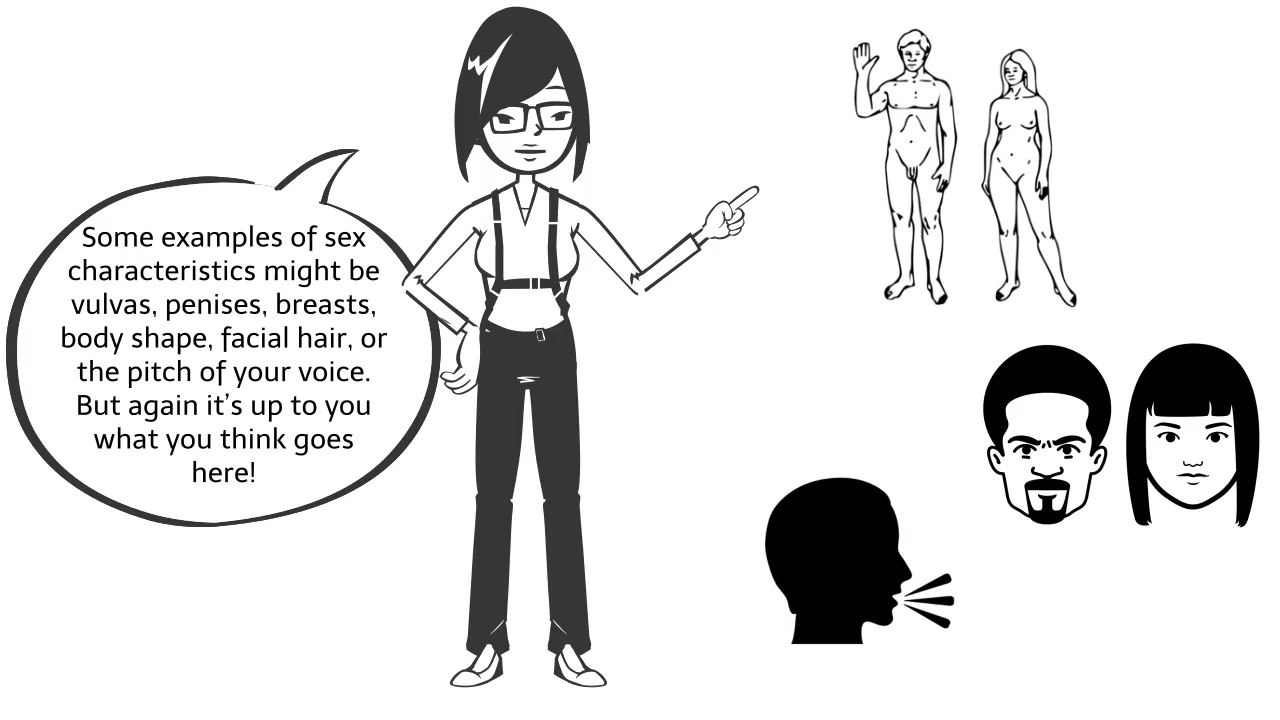 Some examples of sex
characteristics might be
vulvas, penises, breasts,
body shape, facial hair, or
the pitch of your voice.
But again it’s up to you
what you think goes
here!